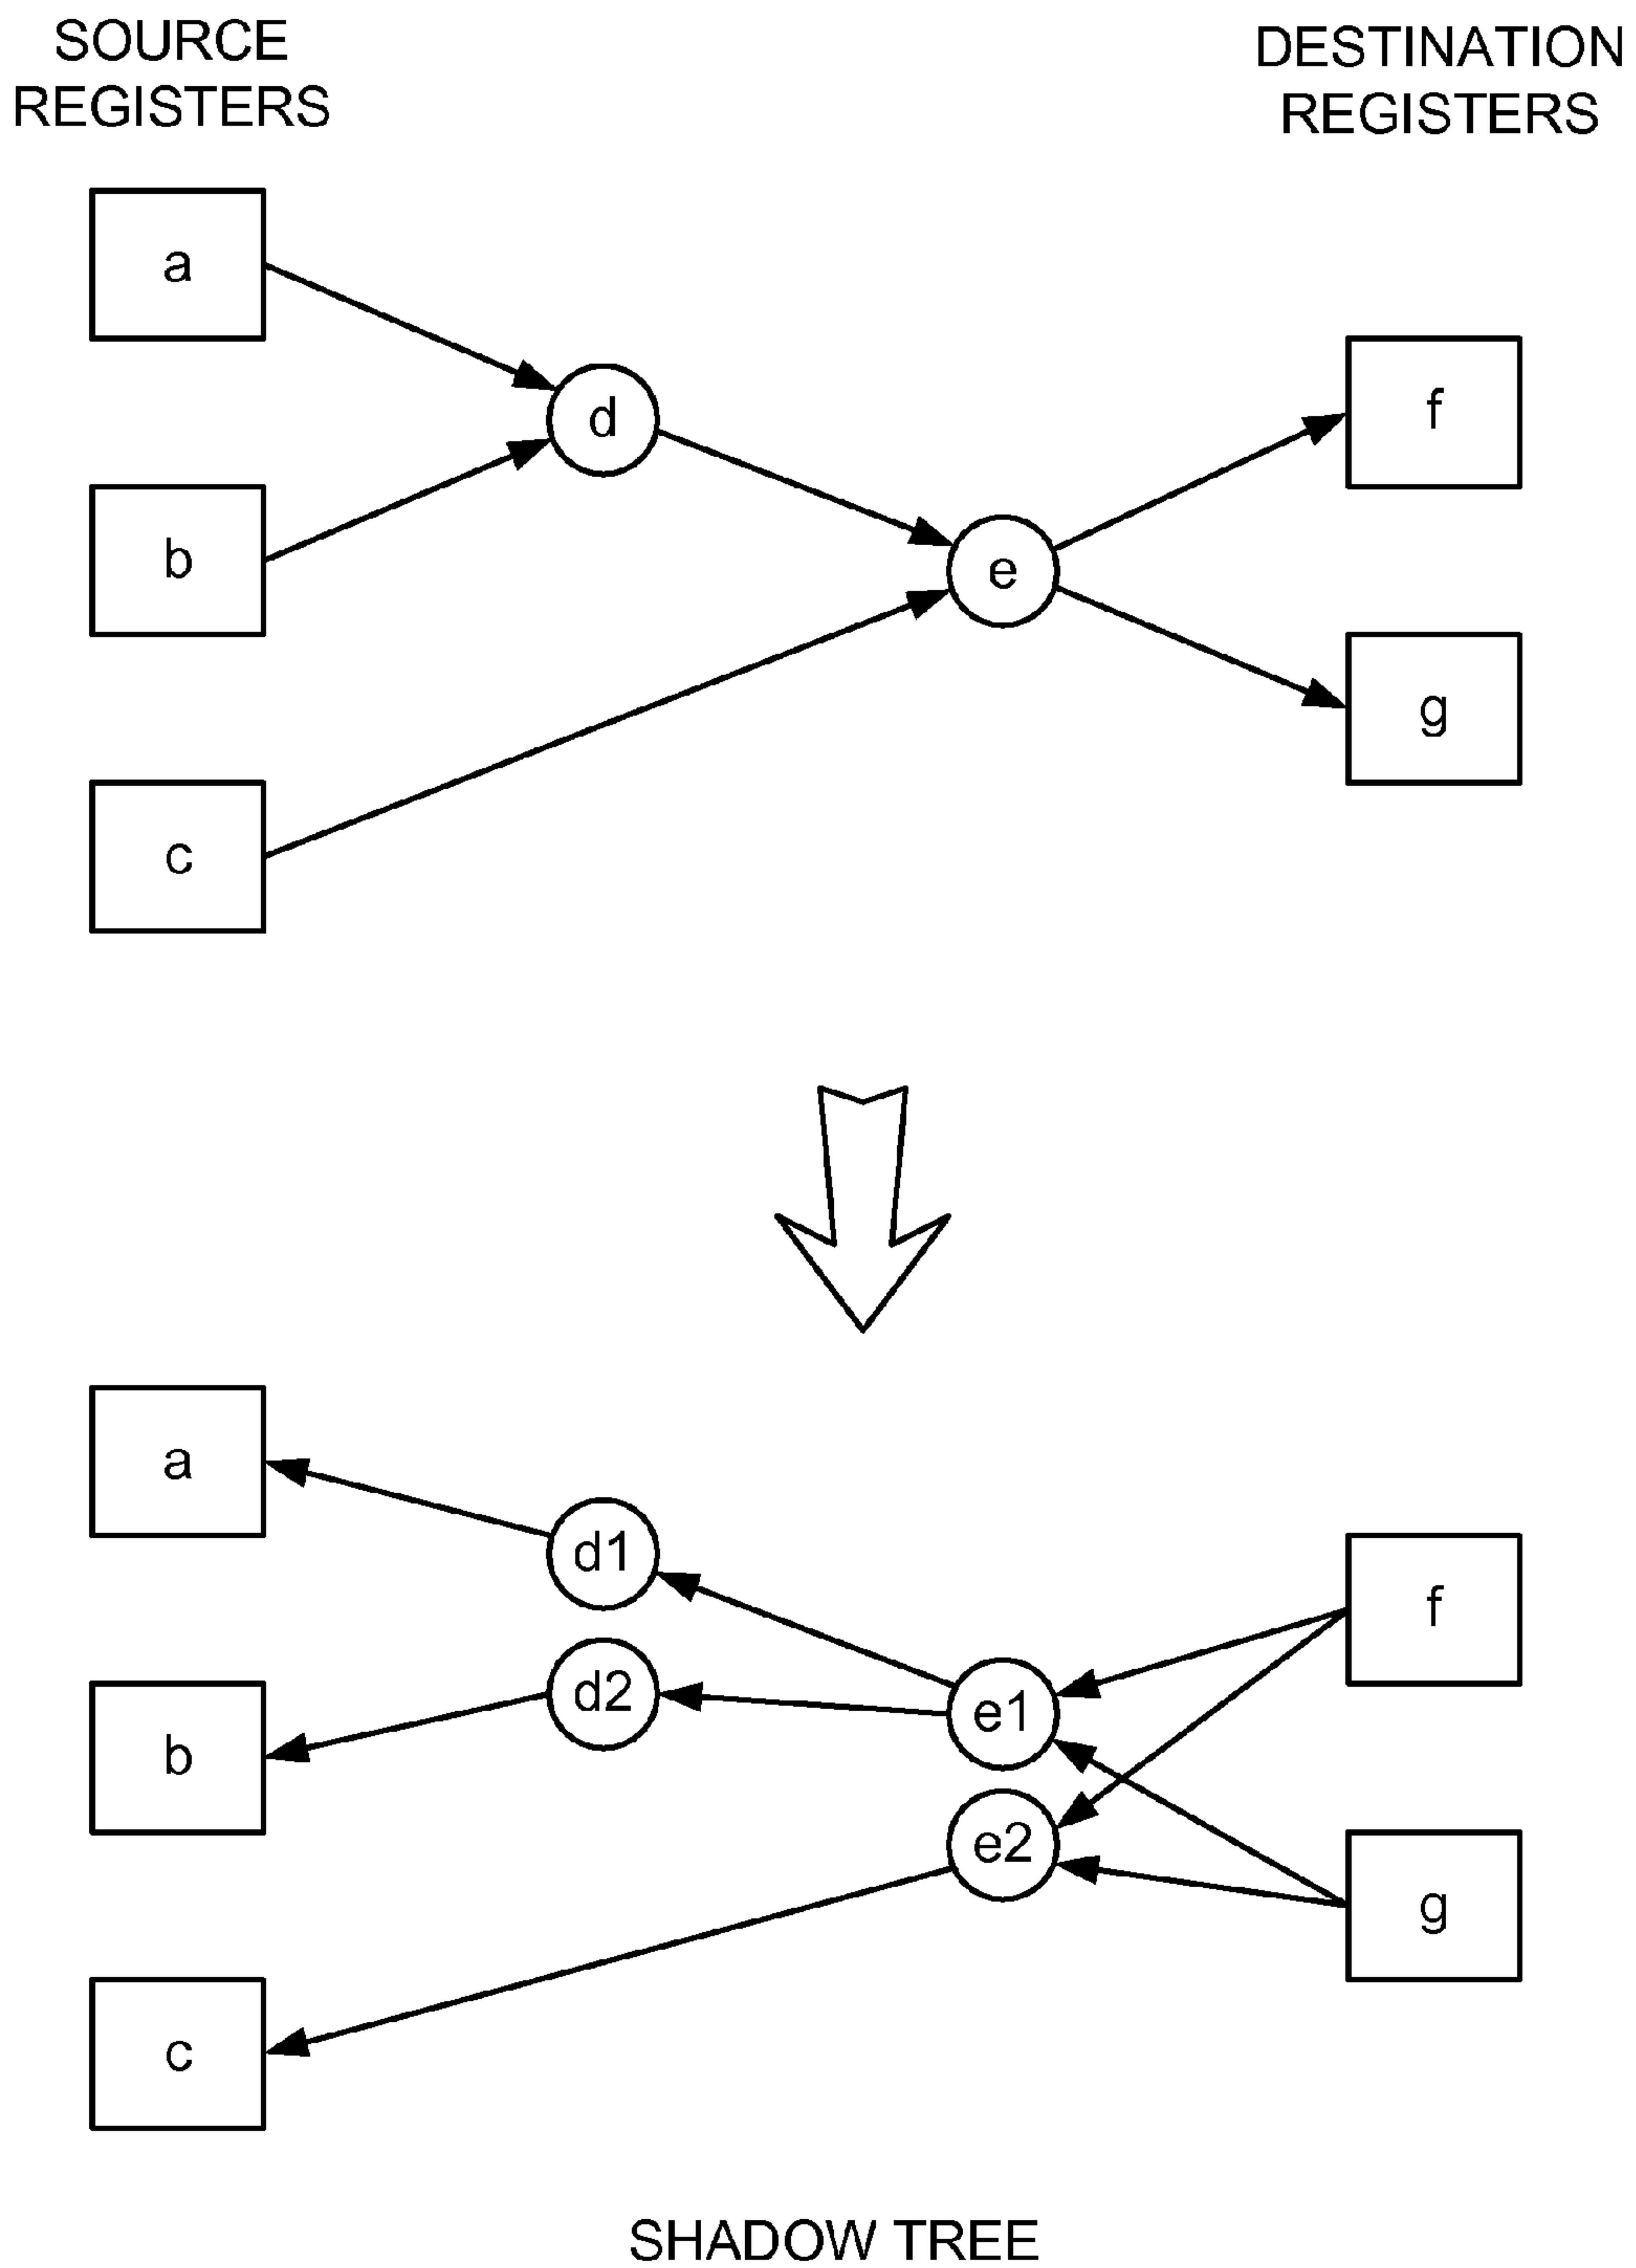 SOURCE
REGISTERS
DESTINATION
REGISTERS
a
d
f
b
e
g
c
a
d1
f
d2
b
e1
e2
g
c
SHADOW TREE